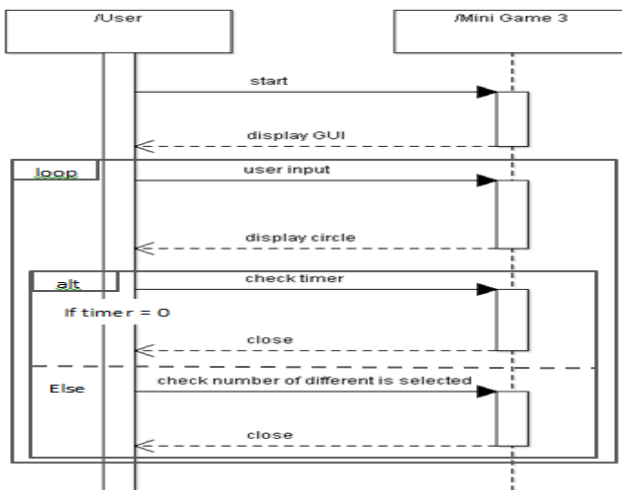 /User
/Mini Game 3
start
display GUI
loop
user input
display circle
alt
check timer
If timer = 0
close
Else
check number of different is selected
close